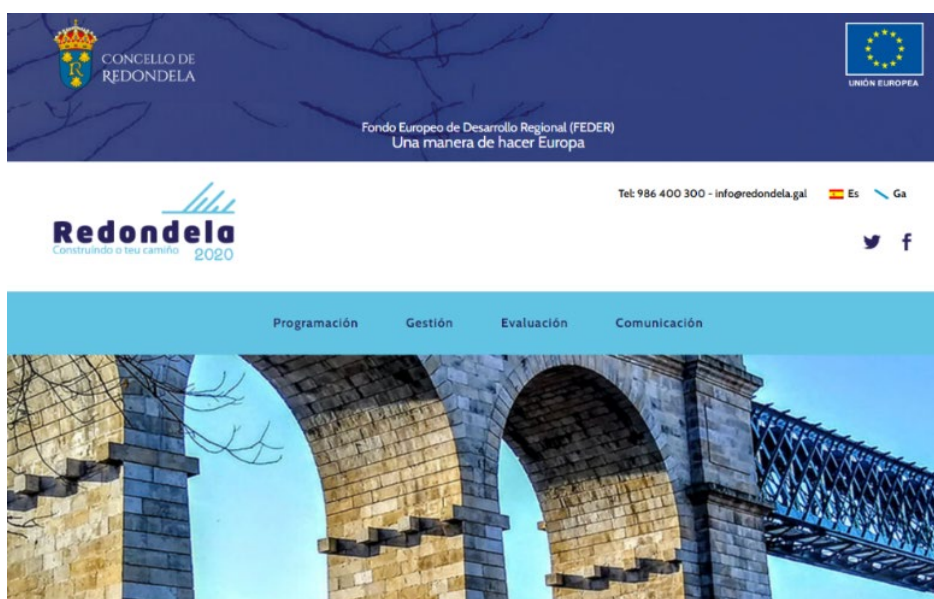 CONCELLO DE
REDONDELA
UNIÓN EUROPEA
Fondo Europeo de Desarrollo Regional (FEDER)
Una manera de hacer Europa
Tel: 986 400 300 - info@redondela.gal Es Ga
Redondela
Construindo o teu camiño 2020
Programación Gestión Evaluación Comunicación